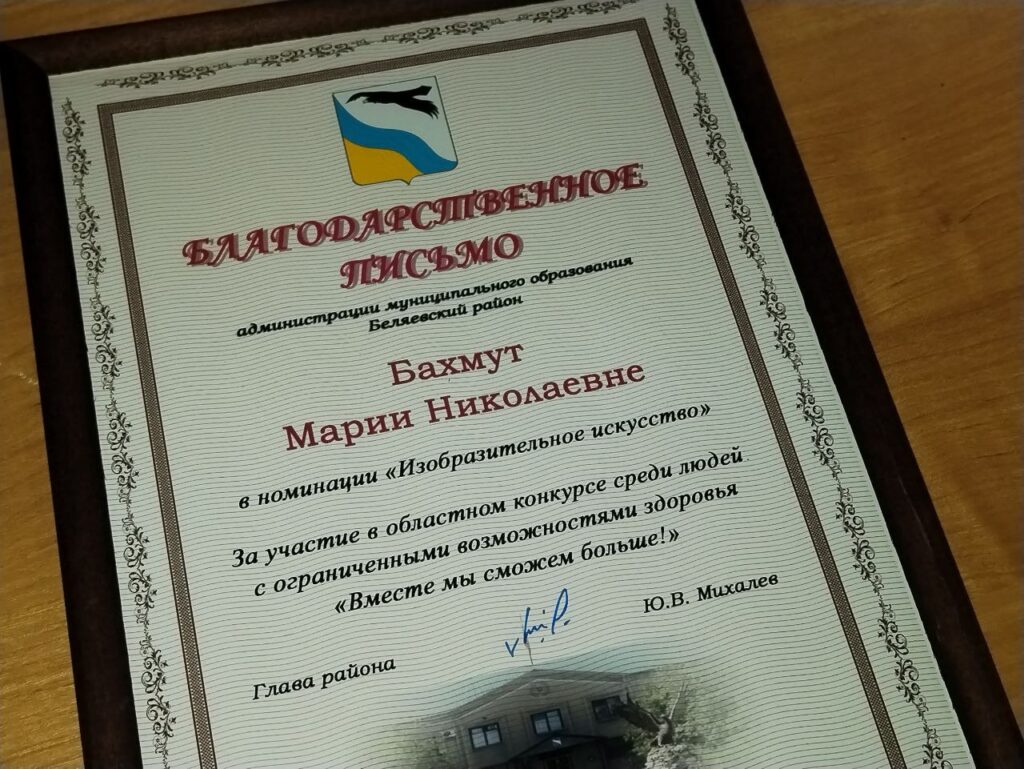 БЛАГОДАРСТВЕННОЕ
ПИСЬМО
администрации муниципального образования
Беляевский район
Бахмут
Марии Николаевне
в номинации «Изобразительное искусство»
За участие в областном конкурсе среди людей
с ограниченными возможностями здоровья
«Вместе мы сможем больше!»
Глава района Ю.В. Михалев